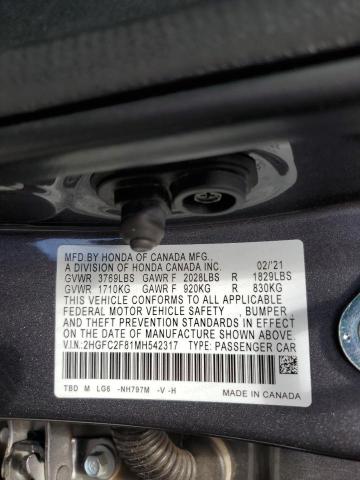 MFD.BY HONDA OF CANADA MFG.,
A DIVISION OF HONDA CANADA INC. 02/'21
GVWR 3769LBS GAWR F 2028LBS R 1829LBS
GVWR 1710KG GAWR F 920KG R 830KG
THIS VEHICLE CONFORMS TO ALL APPLICABLE
FEDERAL MOTOR VEHICLE SAFETY , BUMPER ,
AND THEFT PREVENTION STANDARDS IN EFFECT
ON THE DATE OF MANUFACTURE SHOWN ABOVE.
V.I.N:2HGFC2F81MH542317 TYPE: PASSENGER CAR
TBD M LG6 -NH797M -V -H MADE IN CANADA